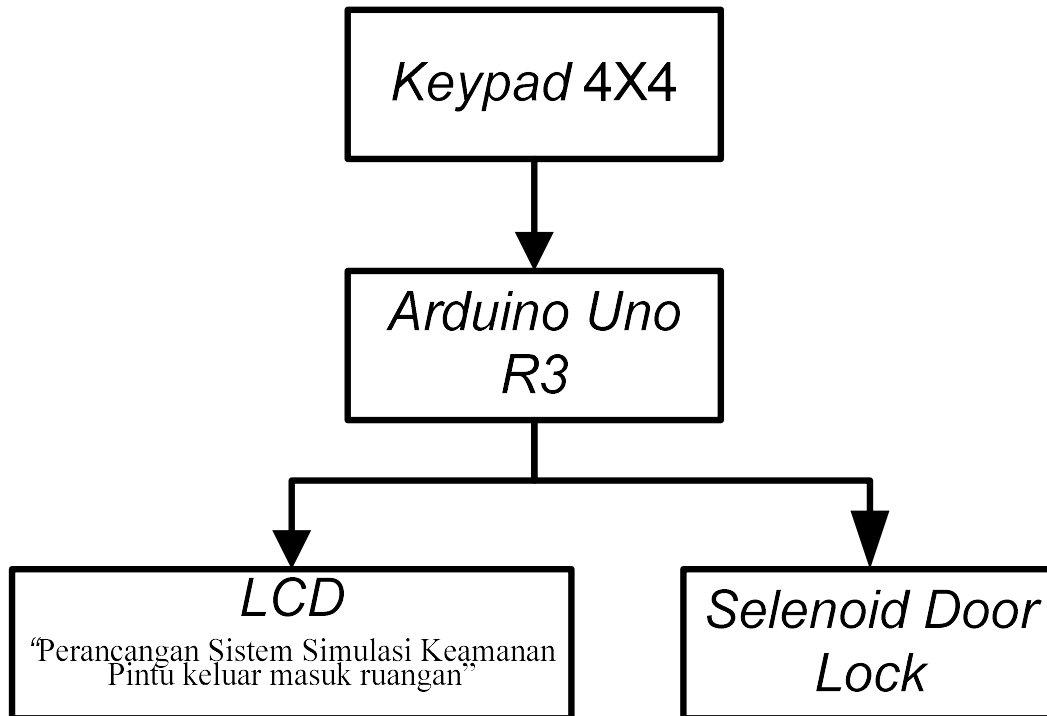 Keypad 4X4
Arduino Uno
R3
LCD
“Perancangan Sistem Simulasi Keamanan
Pintu keluar masuk ruangan”
Selenoid Door
Lock